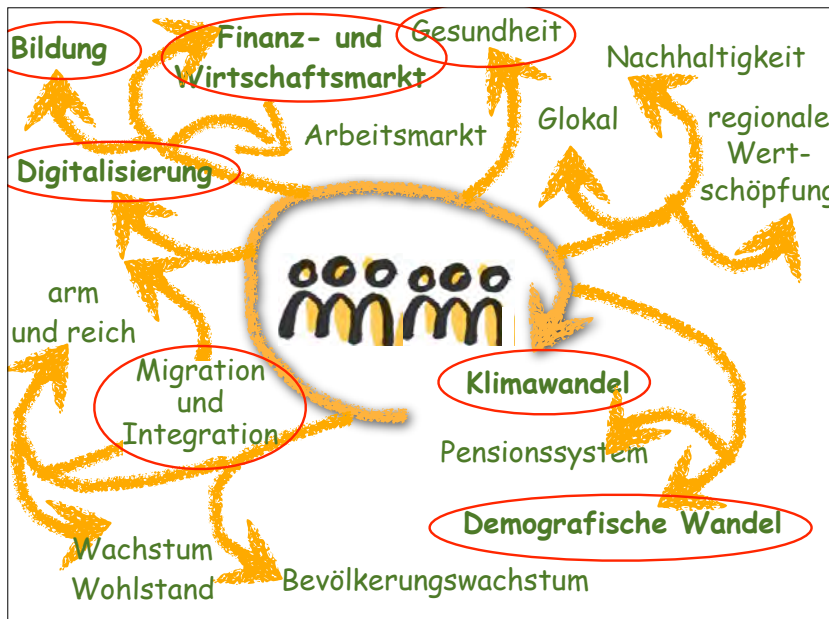 Bildung
Finanz- und
Wirtschaftsmarkt
Gesundheit
Nachhaltigkeit
Arbeitsmarkt
Glokal
regionale
Wert-
schöpfung
Digitalisierung
arm
und reich
Migration
und
Integration
Klimawandel
Pensionssystem
Demografische Wandel
Wachstum
Wohlstand
Bevölkerungswachstum